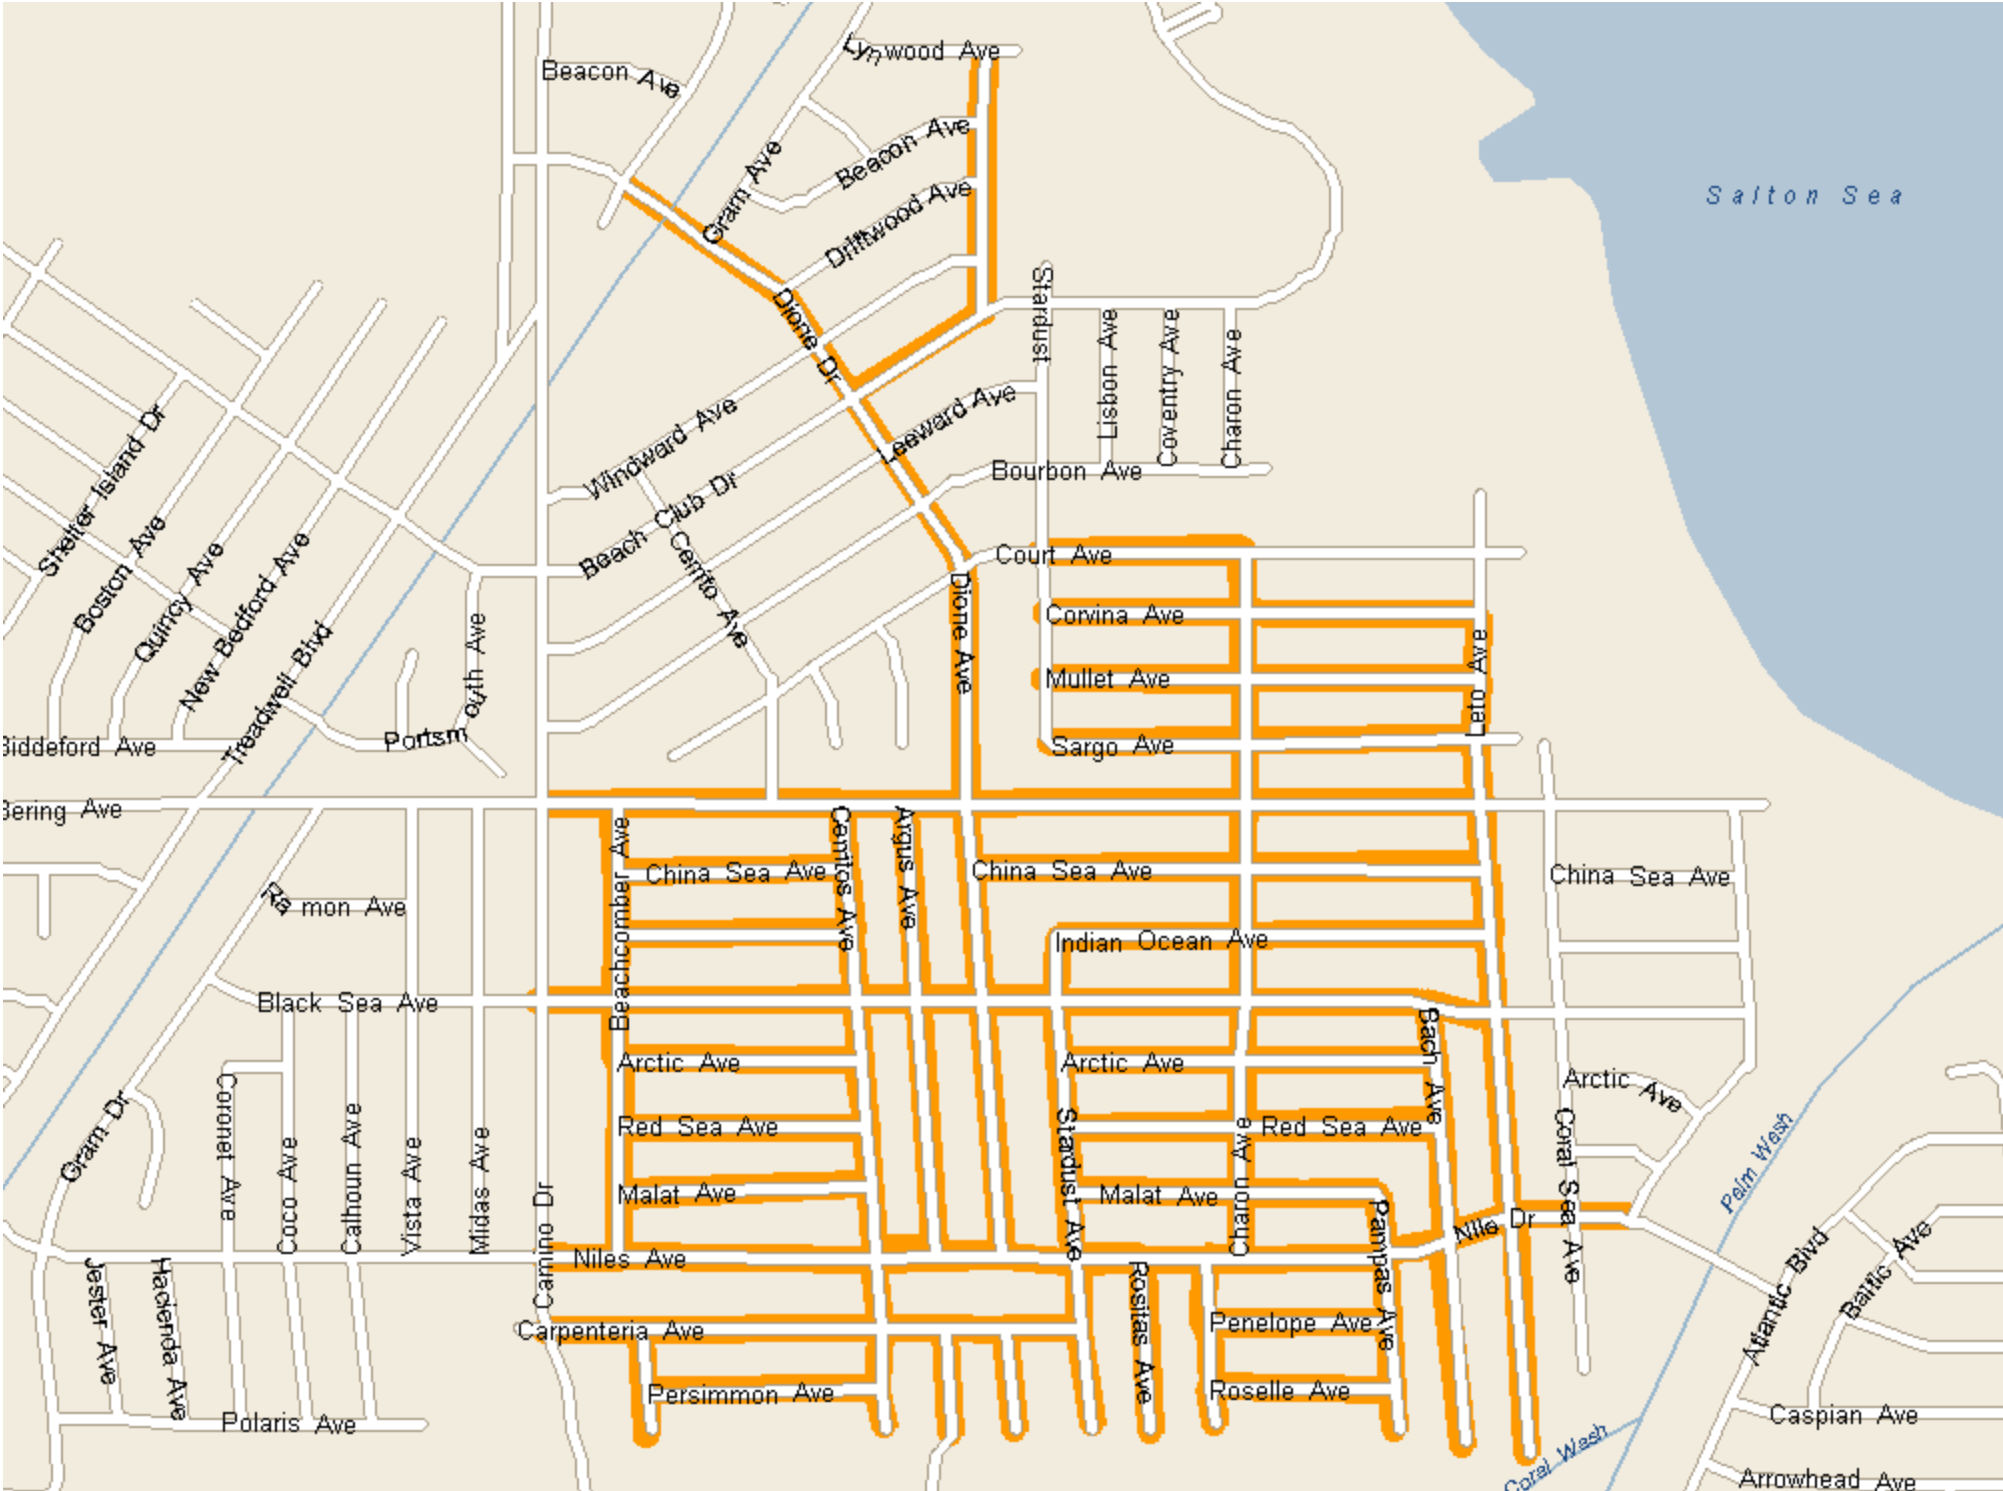 Lynwood Ave
Beacon Ave
Beacon Ave
Gram Ave
Driftwood Ave
Salton Sea
Stardust
Dione Dr
Lisbon Ave
Coventry Ave
Charon Ave
Windward Ave
Leeward Ave
Shelter Island Dr
Bourbon Ave
Beach Club Dr
Boston Ave
Quincy Ave
New Bedford Ave
Cerrito Ave
Court Ave
Dione Ave
Corvina Ave
Portsmouth Ave
Treadwell Blvd
Mullet Ave
Leto Ave
Biddeford Ave
Sargo Ave
Bering Ave
Beachcomber Ave
Cerritos Ave
Argus Ave
China Sea Ave
China Sea Ave
China Sea Ave
Ra mon Ave
Indian Ocean Ave
Black Sea Ave
Bach Ave
Arctic Ave
Arctic Ave
Arctic Ave
Coronet Ave
Gram Dr
Coco Ave
Calhoun Ave
Vista Ave
Midas Ave
Red Sea Ave
Red Sea Ave
Stardust Ave
Charon Ave
Coral Sea Ave
Palm Wash
Malat Ave
Malat Ave
Camino Dr
Pampas Ave
Nile Dr
Niles Ave
Atlantic Blvd
Baltic Ave
Jester Ave
Hacienda Ave
Rositas Ave
Carpenteria Ave
Penelope Ave
Persimmon Ave
Roselle Ave
Polaris Ave
Caspian Ave
Coral Wash
Arrowhead Ave